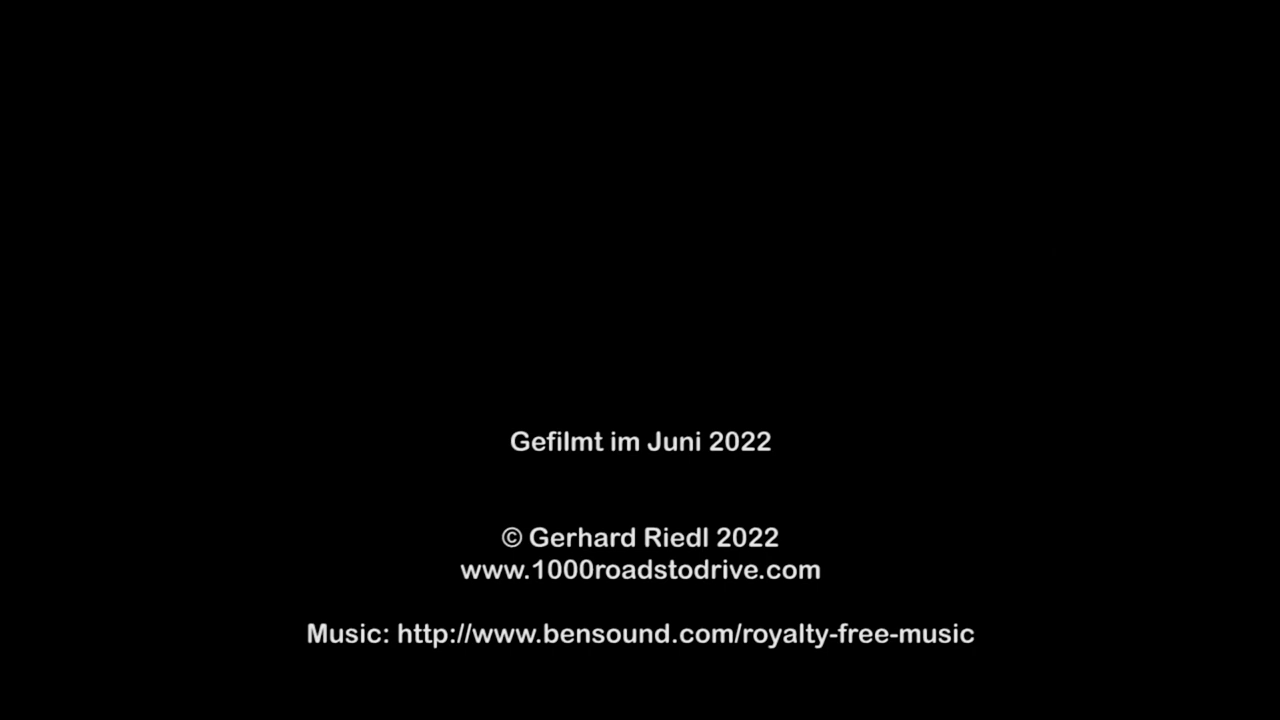 Gefilmt im Juni 2022
© Gerhard Riedl 2022
www.1000roadstodrive.com
Music: http://www.bensound.com/royalty-free-music